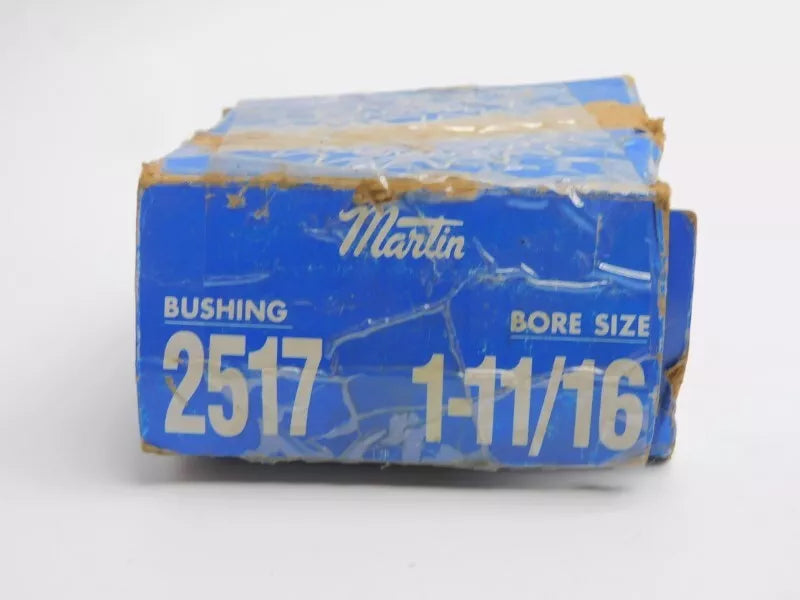 Martin
BUSHING
BORE SIZE
2517
1-11/16